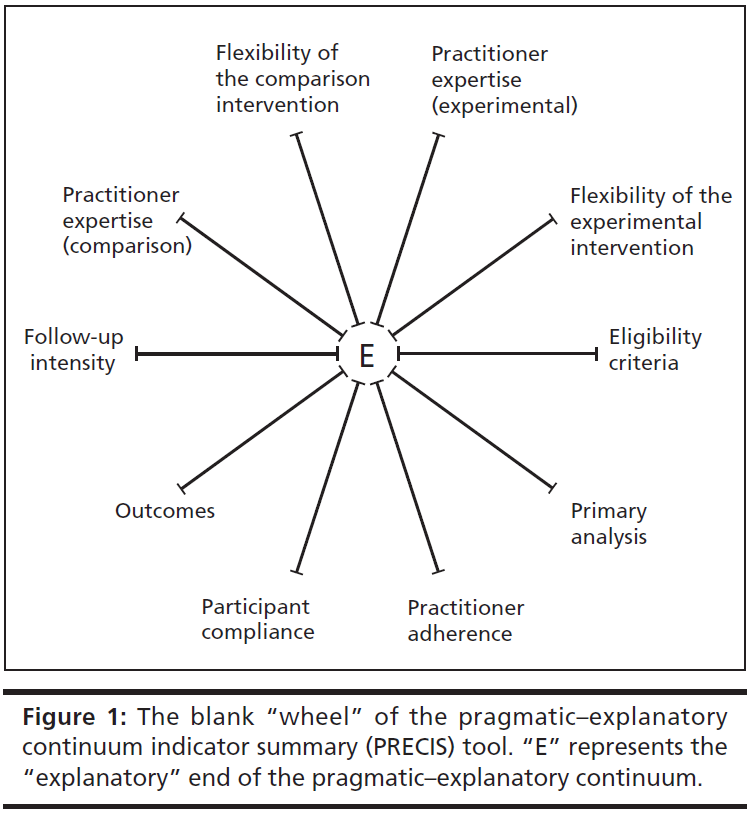 Flexibility of
the comparison
intervention
Practitioner
expertise
(experimental)
Practitioner
expertise
(comparison)
Flexibility of the
experimental
intervention
Follow-up
intensity
E
Eligibility
criteria
Outcomes
Primary
analysis
Participant
compliance
Practitioner
adherence
Figure 1: The blank “wheel” of the pragmatic–explanatory
continuum indicator summary (PRECIS) tool. “E” represents the
“explanatory” end of the pragmatic–explanatory continuum.